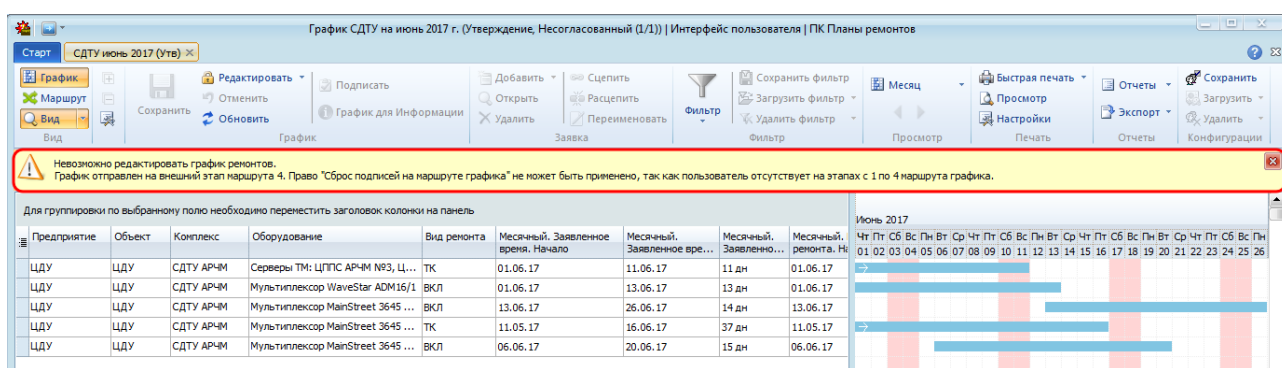 График СДТУ на июнь 2017 г. (Утверждение, Несогласованный (1/1)) | Интерфейс пользователя | ПК Планы ремонтов
Старт СДТУ июнь 2017 (Утв)
График Редактировать Подписать Добавить Сцепить Сохранить фильтр Месяц Быстрая печать Отчеты Сохранить
Маршрут Сохранить Отменить Открыть Расцепить Фильтр Загрузить фильтр Просмотр Загрузить
Вид Обновить График для Информации Удалить Переименовать Удалить фильтр Настройки Экспорт Удалить
Вид График Заявка Фильтр Просмотр Печать Отчеты Конфигурации
Невозможно редактировать график ремонтов.
График отправлен на внешний этап маршрута 4. Право "Сброс подписей на маршруте графика" не может быть применено, так как пользователь отсутствует на этапах с 1 по 4 маршрута графика.
Для группировки по выбранному полю необходимо переместить заголовок колонки на панель
Июнь 2017
Предприятие Объект Комплекс Оборудование Вид ремонта Месячный. Заявленное время. Начало Месячный. Заявленное вре... Месячный. Заявленно... Месячный. ремонта. На
Чт Пт Сб Вс Пн Вт Ср Чт Пт Сб Вс Пн Вт Ср Чт Пт Сб Вс Пн Вт Ср Чт Пт Сб Вс Пн
01 02 03 04 05 06 07 08 09 10 11 12 13 14 15 16 17 18 19 20 21 22 23 24 25 26
ЦДУ ЦДУ СДТУ АРЧМ Серверы ТМ: ЦППС АРЧМ №3, Ц... ТК 01.06.17 11.06.17 11 дн 01.06.17
ЦДУ ЦДУ СДТУ АРЧМ Мультиплексор WaveStar ADM16/1 ВКЛ 01.06.17 13.06.17 13 дн 01.06.17
ЦДУ ЦДУ СДТУ АРЧМ Мультиплексор MainStreet 3645 ... ВКЛ 13.06.17 26.06.17 14 дн 13.06.17
ЦДУ ЦДУ СДТУ АРЧМ Мультиплексор MainStreet 3645 ... ТК 11.05.17 16.06.17 37 дн 11.05.17
ЦДУ ЦДУ СДТУ АРЧМ Мультиплексор MainStreet 3645 ... ВКЛ 06.06.17 20.06.17 15 дн 06.06.17